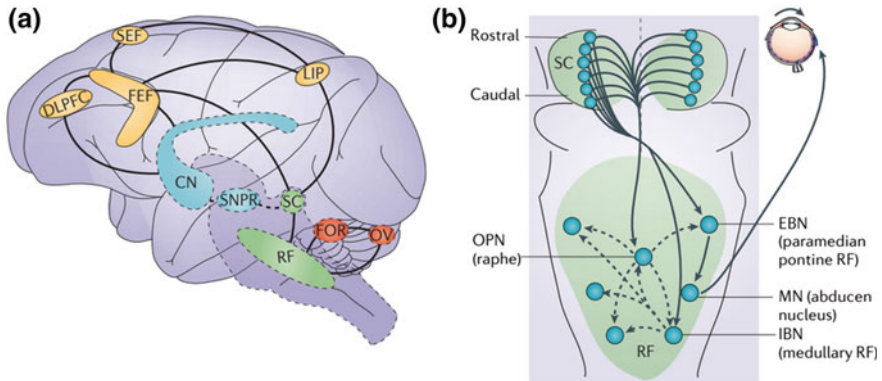 (a)
SEF
LIP
DLPFC
FEF
CN
SNPR
SC
FOR
OV
RF
(b)
Rostral
SC
Caudal
OPN
(raphe)
EBN
(paramedian
pontine RF)
MN (abducen
nucleus)
IBN
(medullary RF)
RF